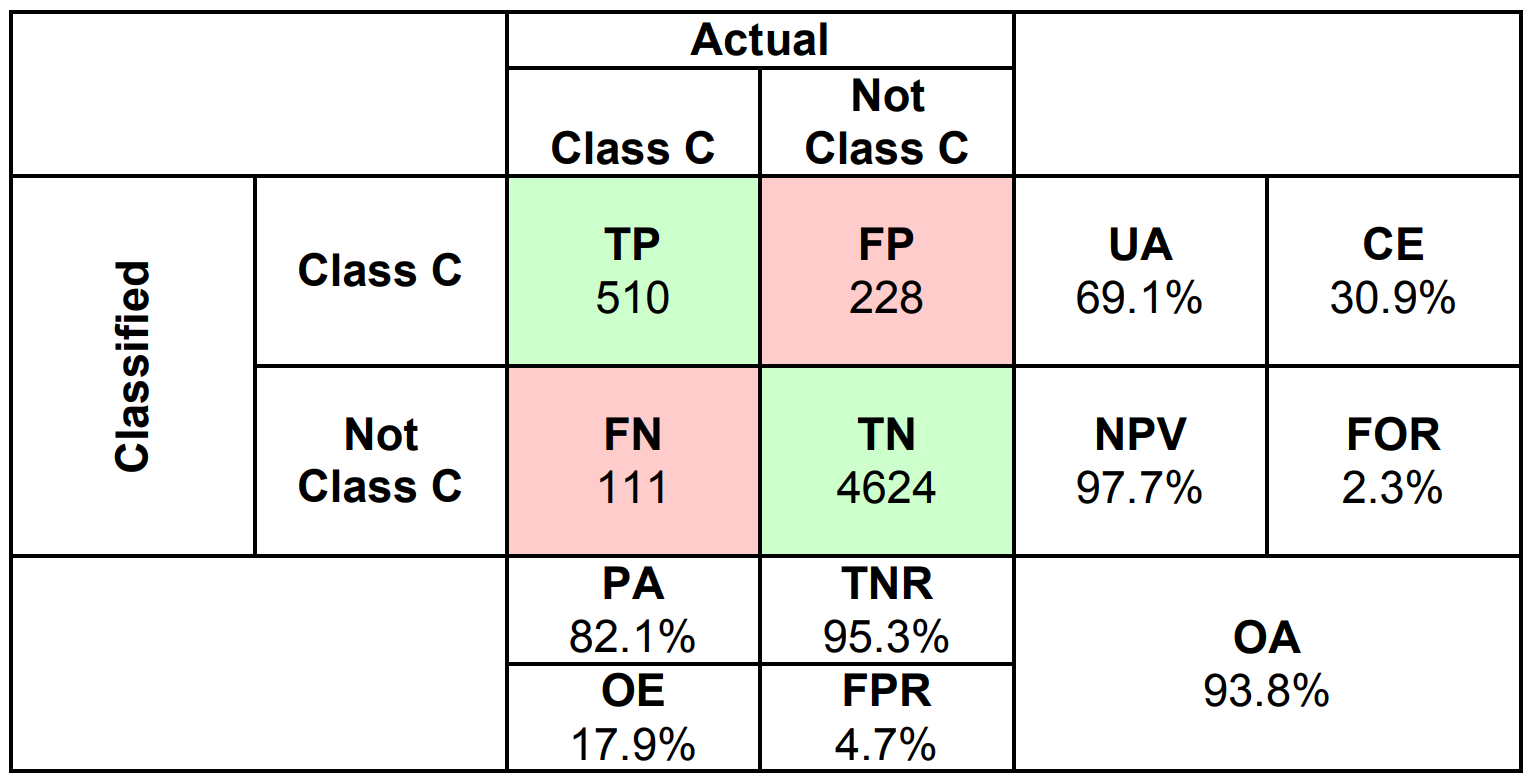 Actual
Class C
Not
Class C
Classified
Class C
TP
510
FP
228
UA
69.1%
CE
30.9%
Not
Class C
FN
111
TN
4624
NPV
97.7%
FOR
2.3%
PA
82.1%
TNR
95.3%
OA
93.8%
OE
17.9%
FPR
4.7%